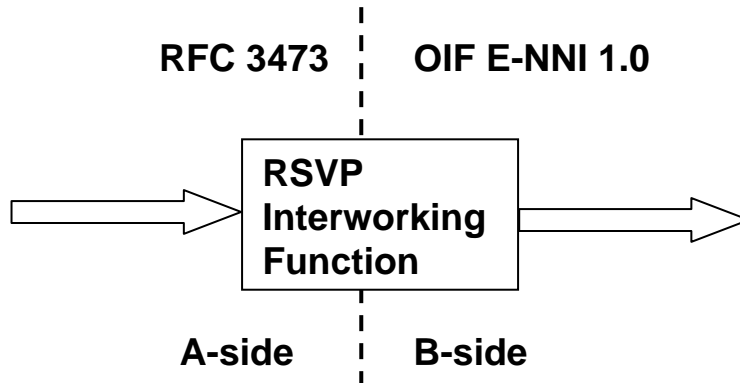 RFC 3473
OIF E-NNI 1.0
RSVP
Interworking
Function
A-side
B-side